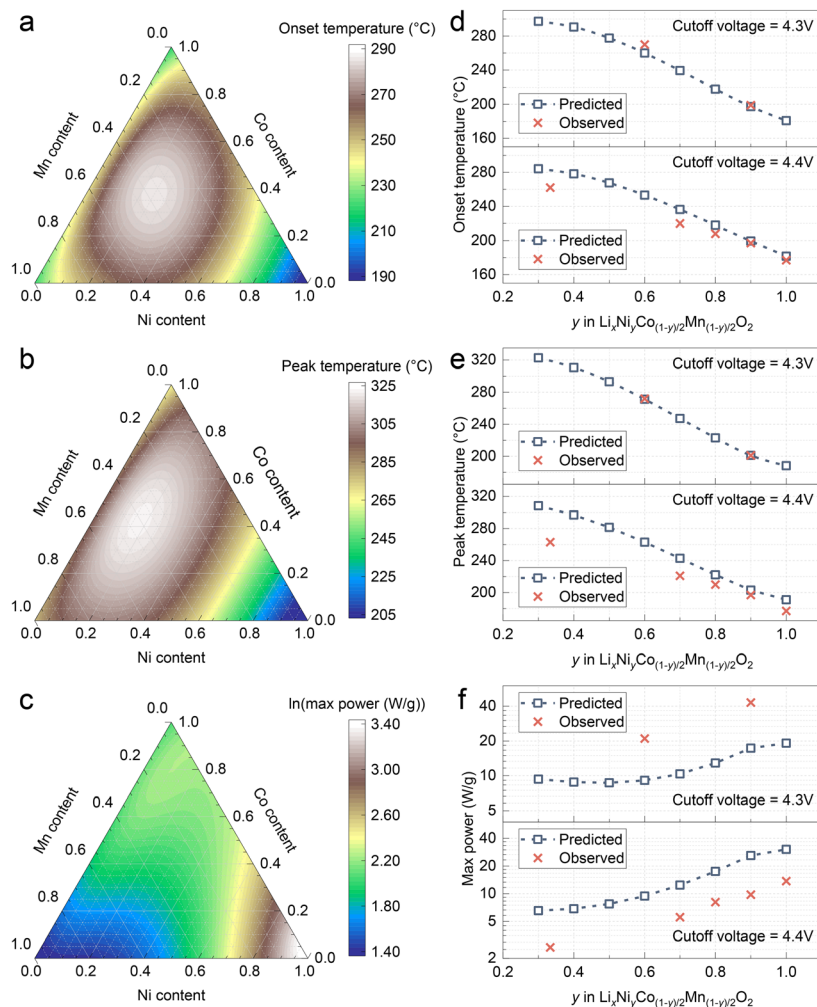 a
Onset temperature (°C)
0.0
1.0
0.2
0.8
0.4
0.6
0.6
0.4
0.8
0.2
1.0
0.0
0.0
0.2
0.4
0.6
0.8
1.0
Mn content
Co content
Ni content
290
270
250
230
210
190
b
Peak temperature (°C)
0.0
1.0
0.2
0.8
0.4
0.6
0.6
0.4
0.8
0.2
1.0
0.0
0.0
0.2
0.4
0.6
0.8
1.0
Mn content
Co content
Ni content
325
305
285
265
245
225
205
c
ln(max power (W/g))
0.0
1.0
0.2
0.8
0.4
0.6
0.6
0.4
0.8
0.2
1.0
0.0
0.0
0.2
0.4
0.6
0.8
1.0
Mn content
Co content
Ni content
3.40
3.00
2.60
2.20
1.80
1.40
d
Onset temperature (°C)
280
240
200
160
Cutoff voltage = 4.3V
Predicted
Observed
280
240
200
160
Cutoff voltage = 4.4V
Predicted
Observed
0.2
0.4
0.6
0.8
1.0
y in LixNiyCo(1-y)/2Mn(1-y)/2O2
e
Peak temperature (°C)
320
280
240
200
Cutoff voltage = 4.3V
Predicted
Observed
320
280
240
200
Cutoff voltage = 4.4V
Predicted
Observed
0.2
0.4
0.6
0.8
1.0
y in LixNiyCo(1-y)/2Mn(1-y)/2O2
f
Max power (W/g)
40
20
10
5
Predicted
Observed
Cutoff voltage = 4.3V
40
20
10
5
2
Predicted
Observed
Cutoff voltage = 4.4V
0.2
0.4
0.6
0.8
1.0
y in LixNiyCo(1-y)/2Mn(1-y)/2O2